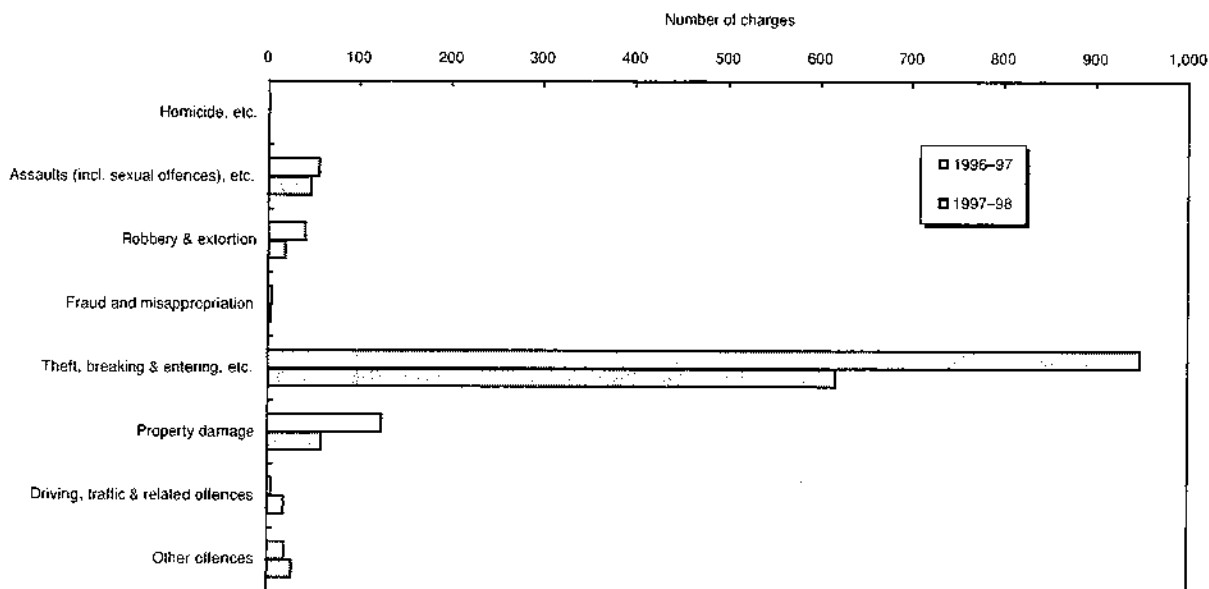 Number of charges
0 100 200 300 400 500 600 700 800 900 1,000
Homicide, etc.
Assaults (incl. sexual offences), etc.
Robbery & extortion
Fraud and misappropriation
Theft, breaking & entering, etc.
Property damage
Driving, traffic & related offences
Other offences
1996–97
1997–98